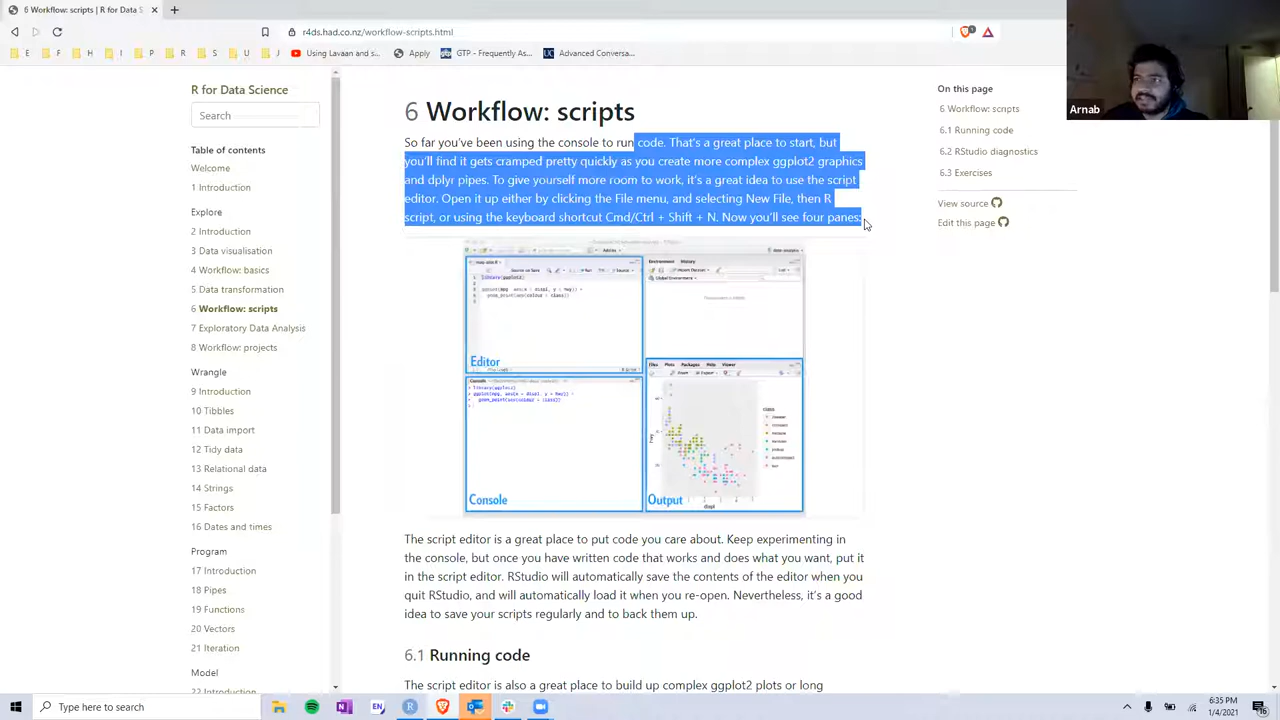 6 Workflow: scripts | R for Data S
r4ds.had.co.nz/workflow-scripts.html
E
F
H
I
P
R
S
Using Lavaan and s...
Apply
GTP - Frequently As...
Advanced Conversa...
Arnab
R for Data Science
Search
Table of contents
Welcome
1 Introduction
Explore
2 Introduction
3 Data visualisation
4 Workflow: basics
5 Data transformation
6 Workflow: scripts
7 Exploratory Data Analysis
8 Workflow: projects
Wrangle
9 Introduction
10 Tibbles
11 Data import
12 Tidy data
13 Relational data
14 Strings
15 Factors
16 Dates and times
Program
17 Introduction
18 Pipes
19 Functions
20 Vectors
21 Iteration
Model
22 Introduction
6 Workflow: scripts
So far you've been using the console to run code. That's a great place to start, but
you'll find it gets cramped pretty quickly as you create more complex ggplot2 graphics
and dplyr pipes. To give yourself more room to work, it's a great idea to use the script
editor. Open it up either by clicking the File menu, and selecting New File, then R
script, or using the keyboard shortcut Cmd/Ctrl + Shift + N. Now you'll see four panes:
Editor
Console
Environment History
Files Plots Packages Help Viewer
class
Output
displ
The script editor is a great place to put code you care about. Keep experimenting in
the console, but once you have written code that works and does what you want, put it
in the script editor. RStudio will automatically save the contents of the editor when you
quit RStudio, and will automatically load it when you re-open. Nevertheless, it's a good
idea to save your scripts regularly and to back them up.
6.1 Running code
The script editor is also a great place to build up complex ggplot2 plots or long
On this page
6 Workflow: scripts
6.1 Running code
6.2 RStudio diagnostics
6.3 Exercises
View source
Edit this page
Type here to search
6:35 PM
1/4/2021